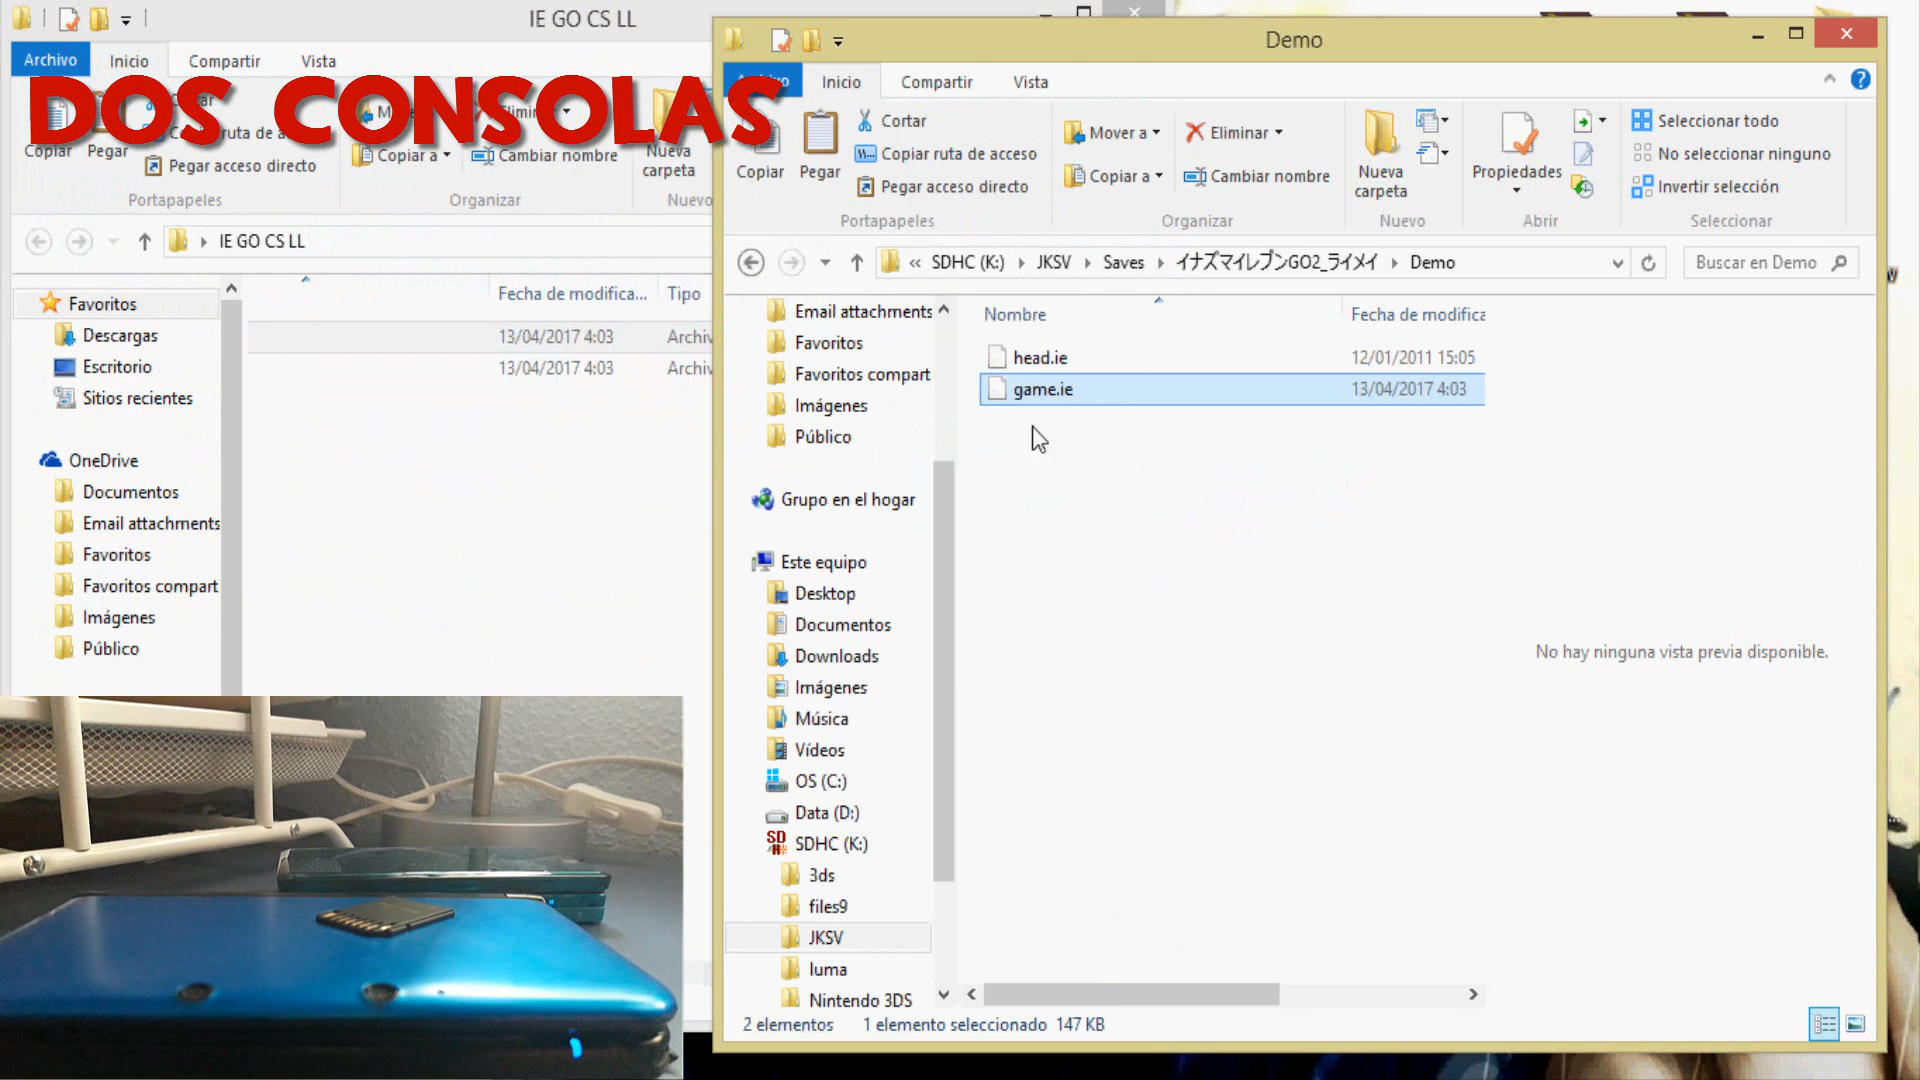 IE GO CS LL
Archivo
Inicio
Compartir
Vista
DOS CONSOLAS
Copiar
Pegar
Pegar acceso directo
Copiar a
Cambiar nombre
Nueva
carpeta
Portapapeles
Organizar
IE GO CS LL
Favoritos
Descargas
Escritorio
Sitios recientes
OneDrive
Documentos
Email attachments
Favoritos
Favoritos compart
Imágenes
Público
Fecha de modifica...
Tipo
13/04/2017 4:03
13/04/2017 4:03
Demo
Inicio
Compartir
Vista
Copiar
Pegar
Cortar
Copiar ruta de acceso
Pegar acceso directo
Portapapeles
Mover a
Copiar a
Eliminar
Cambiar nombre
Organizar
Nueva
carpeta
Nuevo
Propiedades
Abrir
Seleccionar todo
No seleccionar ninguno
Invertir selección
Seleccionar
« SDHC (K:) JKSV Saves イナズマイレブンGO2_ライメイ Demo
Buscar en Demo
Email attachments
Favoritos
Favoritos compart
Imágenes
Público
Grupo en el hogar
Este equipo
Desktop
Documentos
Downloads
Imágenes
Música
Vídeos
OS (C:)
Data (D:)
SDHC (K:)
3ds
files9
JKSV
luma
Nintendo 3DS
Nombre
Fecha de modifica
head.ie
12/01/2011 15:05
game.ie
13/04/2017 4:03
No hay ninguna vista previa disponible.
2 elementos
1 elemento seleccionado 147 KB